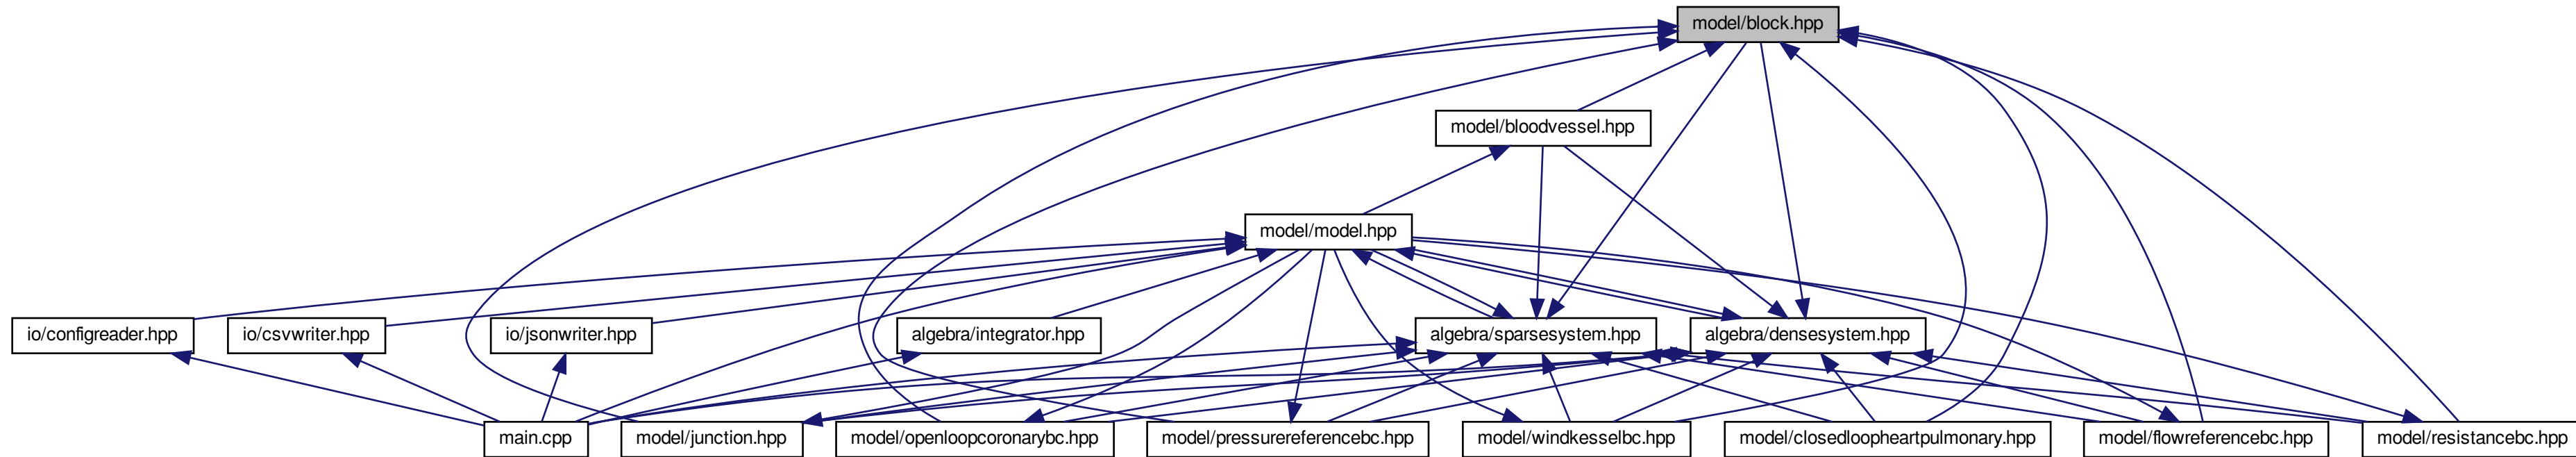 model/block.hpp
model/bloodvessel.hpp
model/model.hpp
io/configreader.hpp
io/csvwriter.hpp
io/jsonwriter.hpp
algebra/integrator.hpp
algebra/sparsesystem.hpp
algebra/densesystem.hpp
main.cpp
model/junction.hpp
model/openloopcoronarybc.hpp
model/pressurereferencebc.hpp
model/windkesselbc.hpp
model/closedloopheartpulmonary.hpp
model/flowreferencebc.hpp
model/resistancebc.hpp